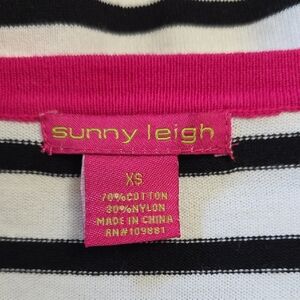 sunny leigh
XS
70%COTTON
30%NYLON
MADE IN CHINA
RN#109881